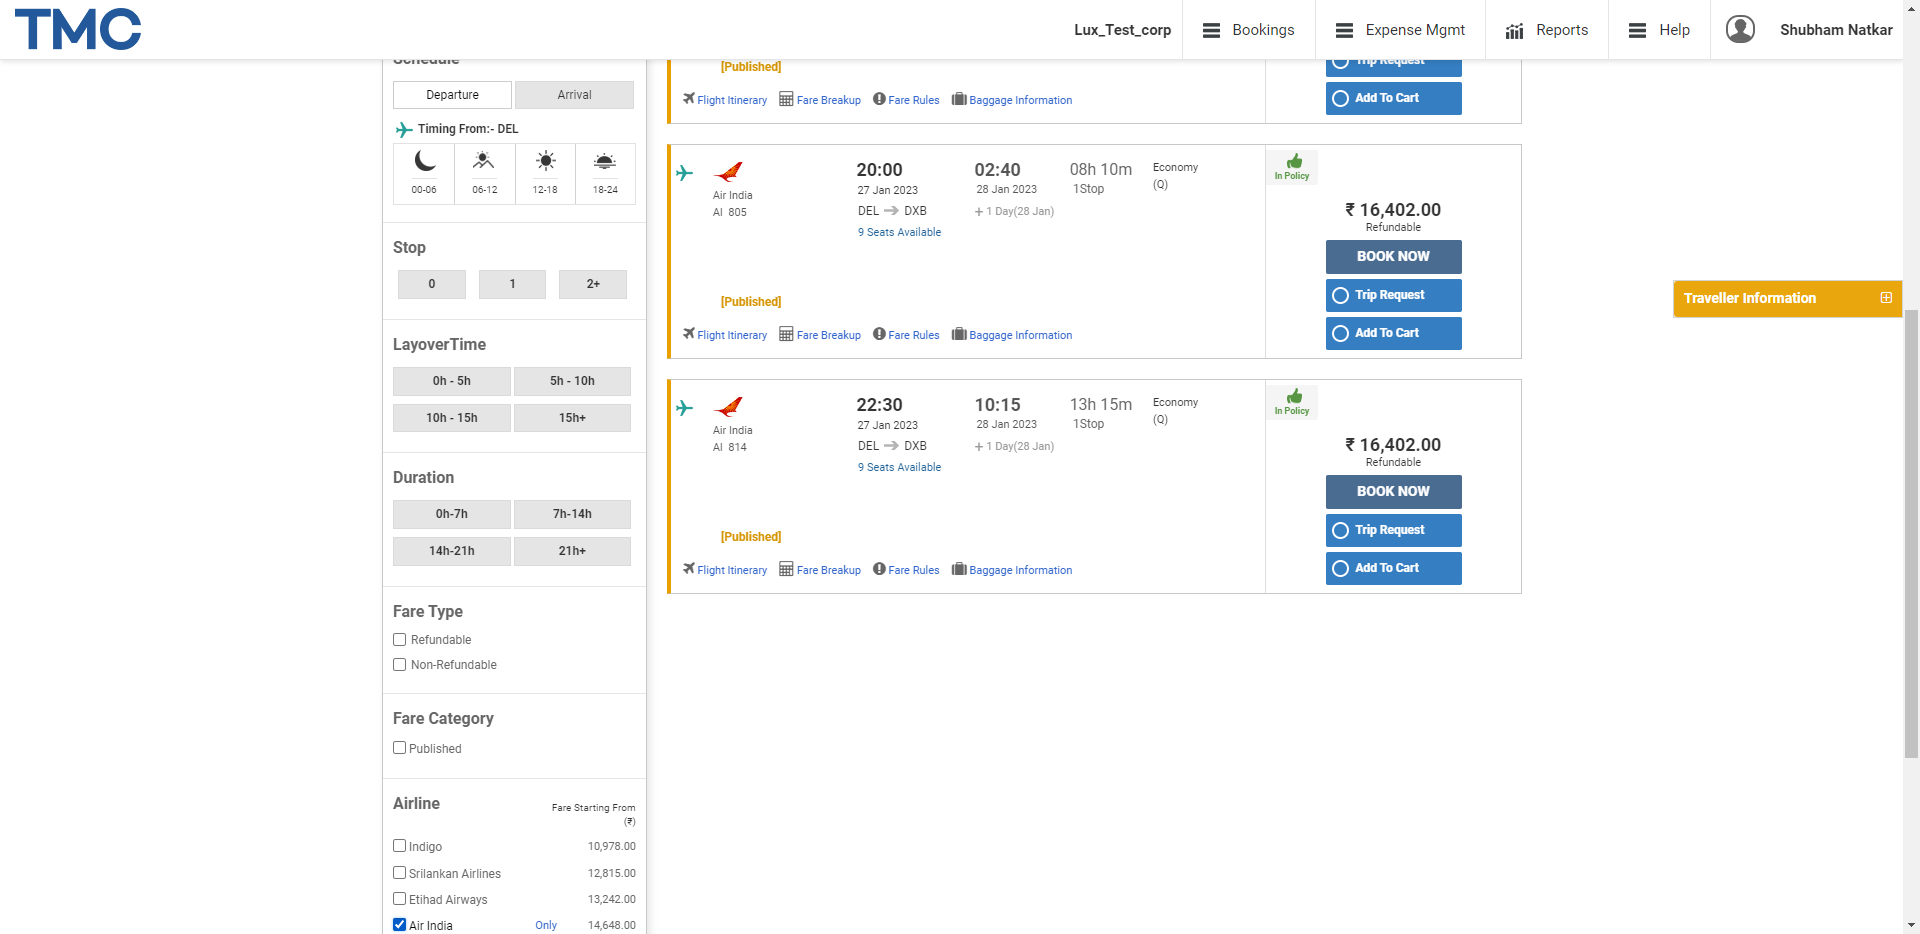 TMC
Lux_Test_corp
Bookings
Expense Mgmt
Reports
Help
Shubham Natkar
Schedule
Departure
Arrival
Timing From:- DEL
00-06
06-12
12-18
18-24
Stop
0
1
2+
LayoverTime
0h - 5h
5h - 10h
10h - 15h
15h+
Duration
0h-7h
7h-14h
14h-21h
21h+
Fare Type
Refundable
Non-Refundable
Fare Category
Published
Airline
Fare Starting From
(₹)
Indigo 10,978.00
Srilankan Airlines 12,815.00
Etihad Airways 13,242.00
Air India Only 14,648.00
[Published]
Flight Itinerary Fare Breakup Fare Rules Baggage Information
Trip Request
Add To Cart
Air India
AI 805
20:00
27 Jan 2023
DEL DXB
9 Seats Available
02:40
28 Jan 2023
+ 1 Day(28 Jan)
08h 10m
1Stop
Economy
(Q)
[Published]
Flight Itinerary Fare Breakup Fare Rules Baggage Information
In Policy
₹ 16,402.00
Refundable
BOOK NOW
Trip Request
Add To Cart
Air India
AI 814
22:30
27 Jan 2023
DEL DXB
9 Seats Available
10:15
28 Jan 2023
+ 1 Day(28 Jan)
13h 15m
1Stop
Economy
(Q)
[Published]
Flight Itinerary Fare Breakup Fare Rules Baggage Information
In Policy
₹ 16,402.00
Refundable
BOOK NOW
Trip Request
Add To Cart
Traveller Information